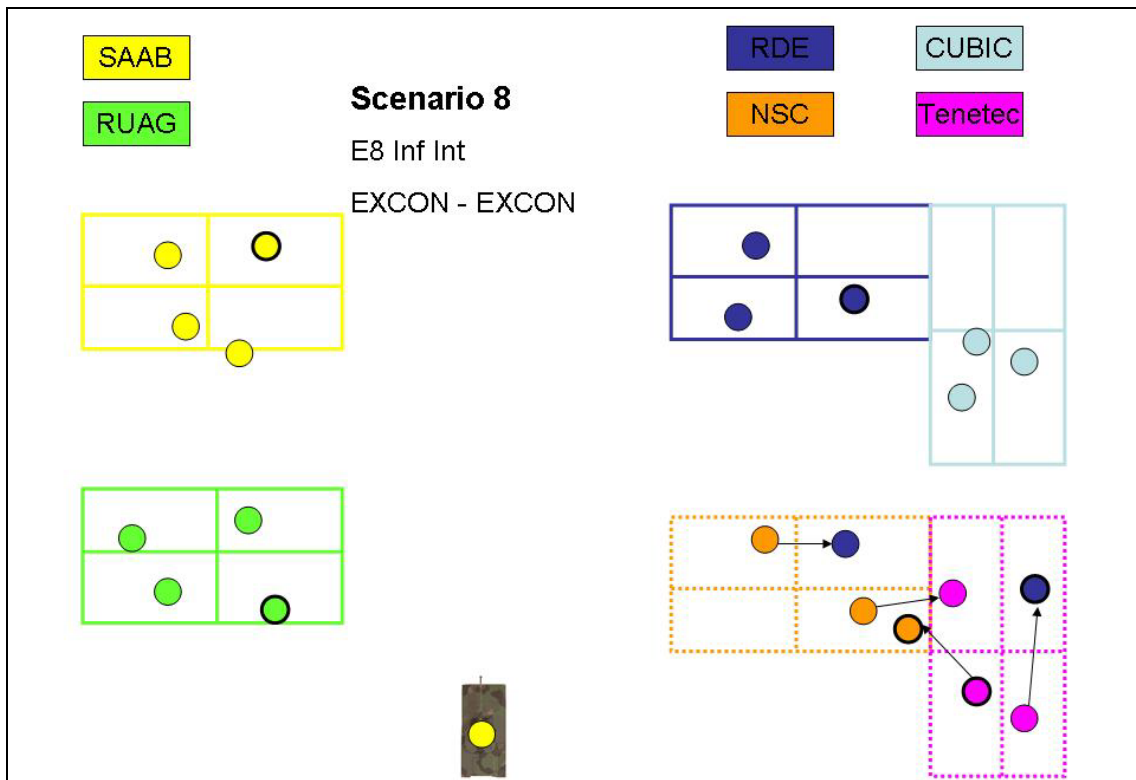 SAAB
RUAG
Scenario 8
E8 Inf Int
EXCON - EXCON
RDE
CUBIC
NSC
Tenetec